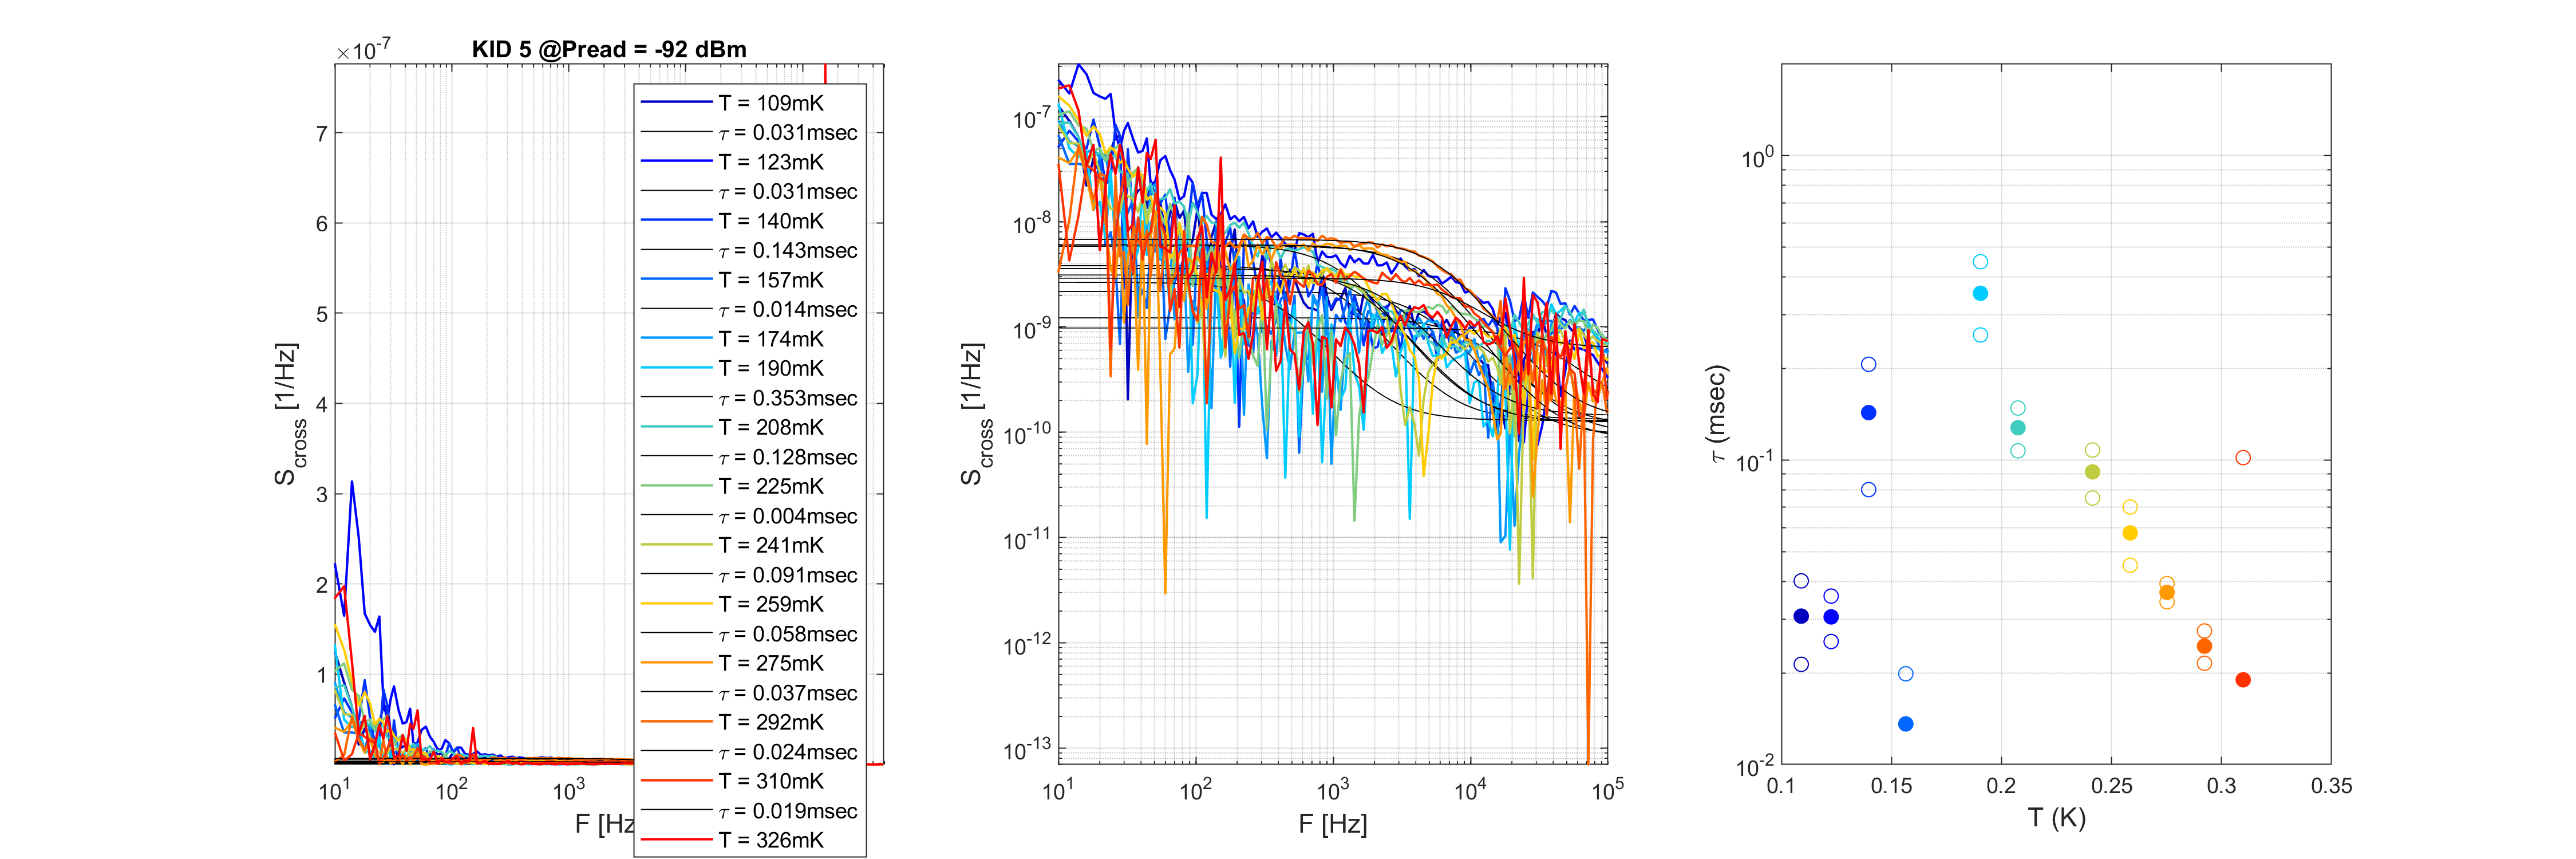 KID 5 @Pread = -92 dBm
×10⁻⁷
7
6
5
4
3
2
1
S_cross [1/Hz]
10¹ 10² 10³
F [Hz
T = 109mK
τ = 0.031msec
T = 123mK
τ = 0.031msec
T = 140mK
τ = 0.143msec
T = 157mK
τ = 0.014msec
T = 174mK
T = 190mK
τ = 0.353msec
T = 208mK
τ = 0.128msec
T = 225mK
τ = 0.004msec
T = 241mK
τ = 0.091msec
T = 259mK
τ = 0.058msec
T = 275mK
τ = 0.037msec
T = 292mK
τ = 0.024msec
T = 310mK
τ = 0.019msec
T = 326mK
10⁻⁷
10⁻⁸
10⁻⁹
10⁻¹⁰
10⁻¹¹
10⁻¹²
10⁻¹³
S_cross [1/Hz]
10¹ 10² 10³ 10⁴ 10⁵
F [Hz]
10⁰
10⁻¹
10⁻²
τ (msec)
0.1 0.15 0.2 0.25 0.3 0.35
T (K)